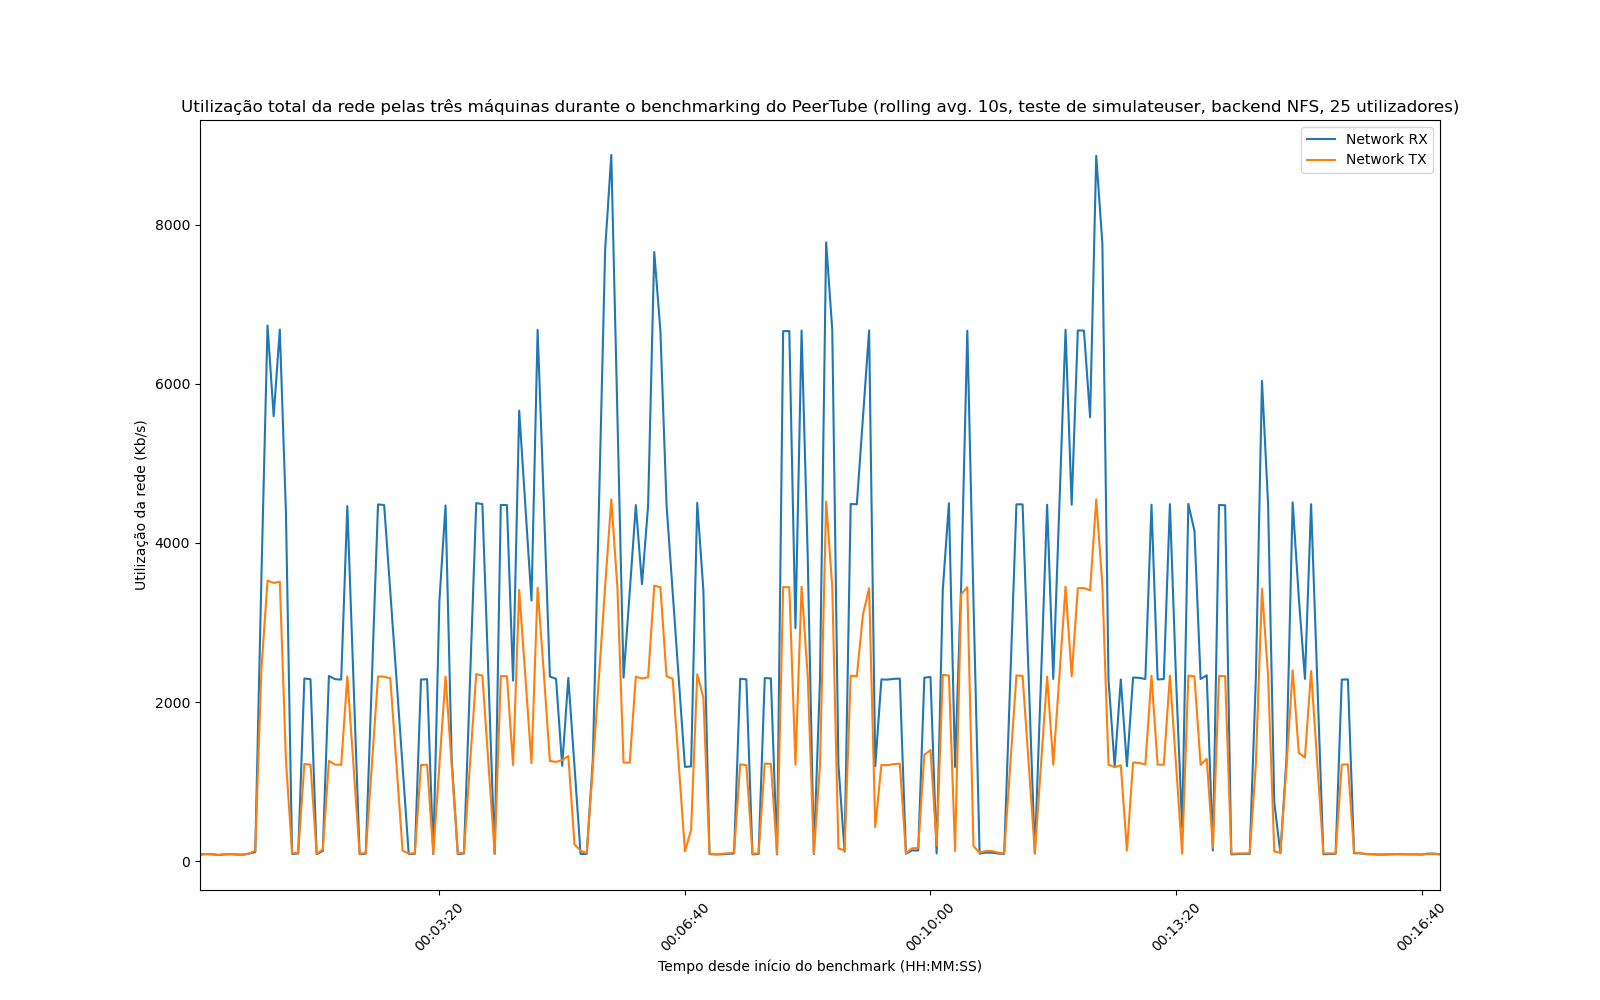 Utilização total da rede pelas três máquinas durante o benchmarking do PeerTube (rolling avg. 10s, teste de simulateuser, backend NFS, 25 utilizadores)
Network RX
Network TX
8000
6000
4000
2000
0
Utilização da rede (Kb/s)
00:03:20
00:06:40
00:10:00
00:13:20
00:16:40
Tempo desde início do benchmark (HH:MM:SS)